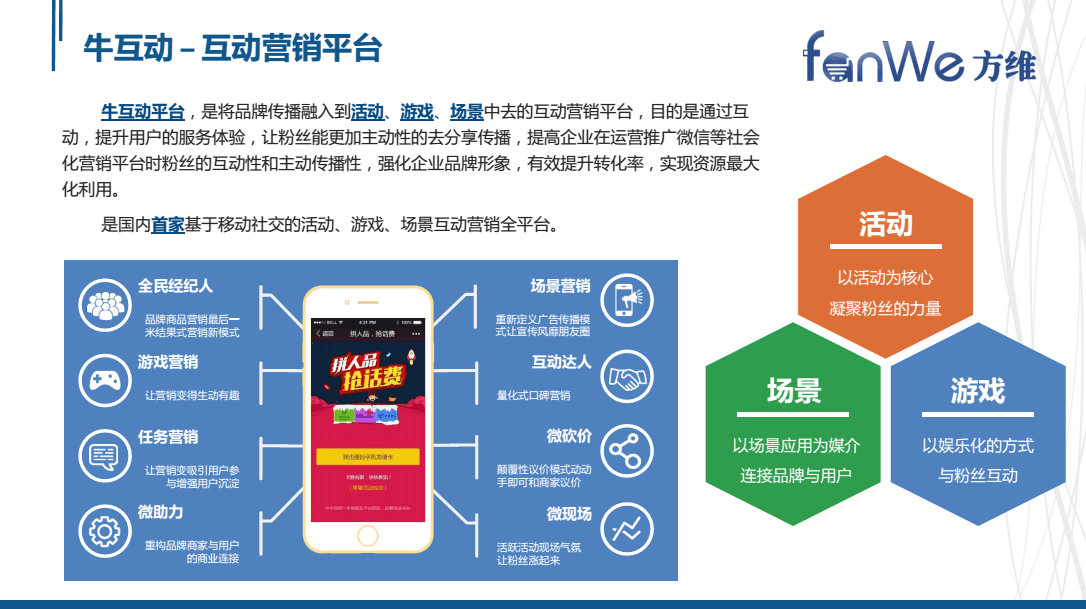 牛互动 – 互动营销平台
fanWe 方维
牛互动平台，是将品牌传播融入到活动、游戏、场景中去的互动营销平台，目的是通过互
动，提升用户的服务体验，让粉丝能更加主动性的去分享传播，提高企业在运营推广微信等社会
化营销平台时粉丝的互动性和主动传播性，强化企业品牌形象，有效提升转化率，实现资源最大
化利用。
是国内首家基于移动社交的活动、游戏、场景互动营销全平台。
全民经纪人
品牌商品营销最后一
米结果式营销新模式
游戏营销
让营销变得生动有趣
任务营销
让营销变吸引用户参
与增强用户沉淀
微助力
重构品牌商家与用户
的商业连接
BELL 4:21 PM 100%
返回 拼人品，抢话费
拼人品
抢话费
场景营销
重新定义广告传播模
式让宣传风靡朋友圈
互动达人
量化式口碑营销
微砍价
颠覆性议价模式动动
手即可和商家议价
微现场
活跃活动现场气氛
让粉丝涨起来
活动
以活动为核心
凝聚粉丝的力量
场景
以场景应用为媒介
连接品牌与用户
游戏
以娱乐化的方式
与粉丝互动